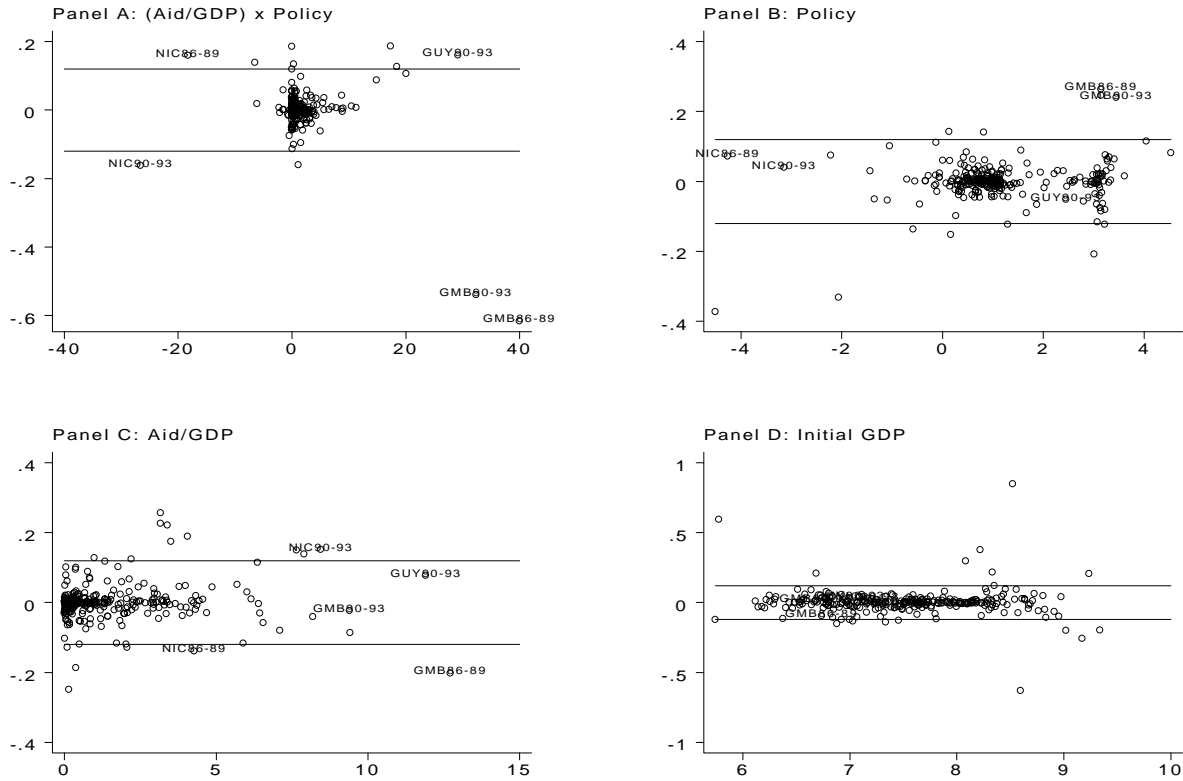 Panel A: (Aid/GDP) x Policy
.2
0
-.2
-.4
-.6
NIC86-89
GUY90-93
NIC90-93
GMB90-93
GMB86-89
-40
-20
0
20
40
Panel B: Policy
.4
.2
0
-.2
-.4
GMB86-89
GMB90-93
NIC86-89
NIC90-93
GUY90-93
-4
-2
0
2
4
Panel C: Aid/GDP
.4
.2
0
-.2
-.4
NIC90-93
GUY90-93
GMB90-93
NIC86-89
GMB86-89
0
5
10
15
Panel D: Initial GDP
1
.5
0
-.5
-1
GMB86-89
6
7
8
9
10